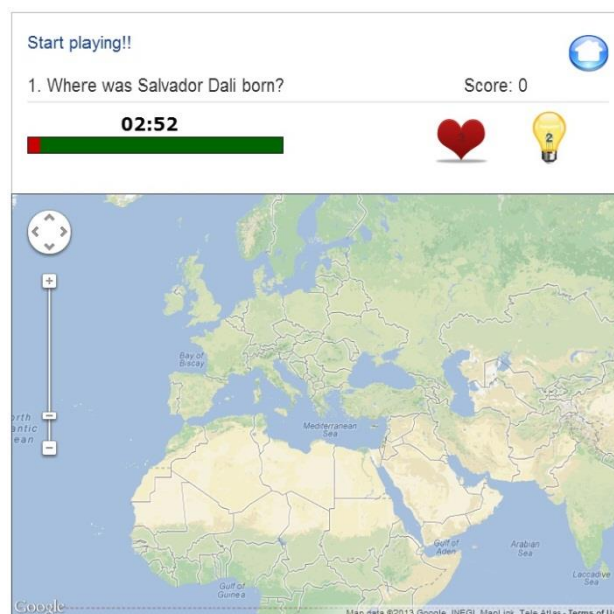 Start playing!!
1. Where was Salvador Dali born?
Score: 0
02:52
2
Bay of
Biscay
Mediterranean
Sea
orth
antic
ean
Gulf of
Aden
Arabian
Sea
Laccadive
Sea
Gulf of
Guinea
Google
Map data ©2013 Google, INEGI, MapLink, Tele Atlas - Terms of U